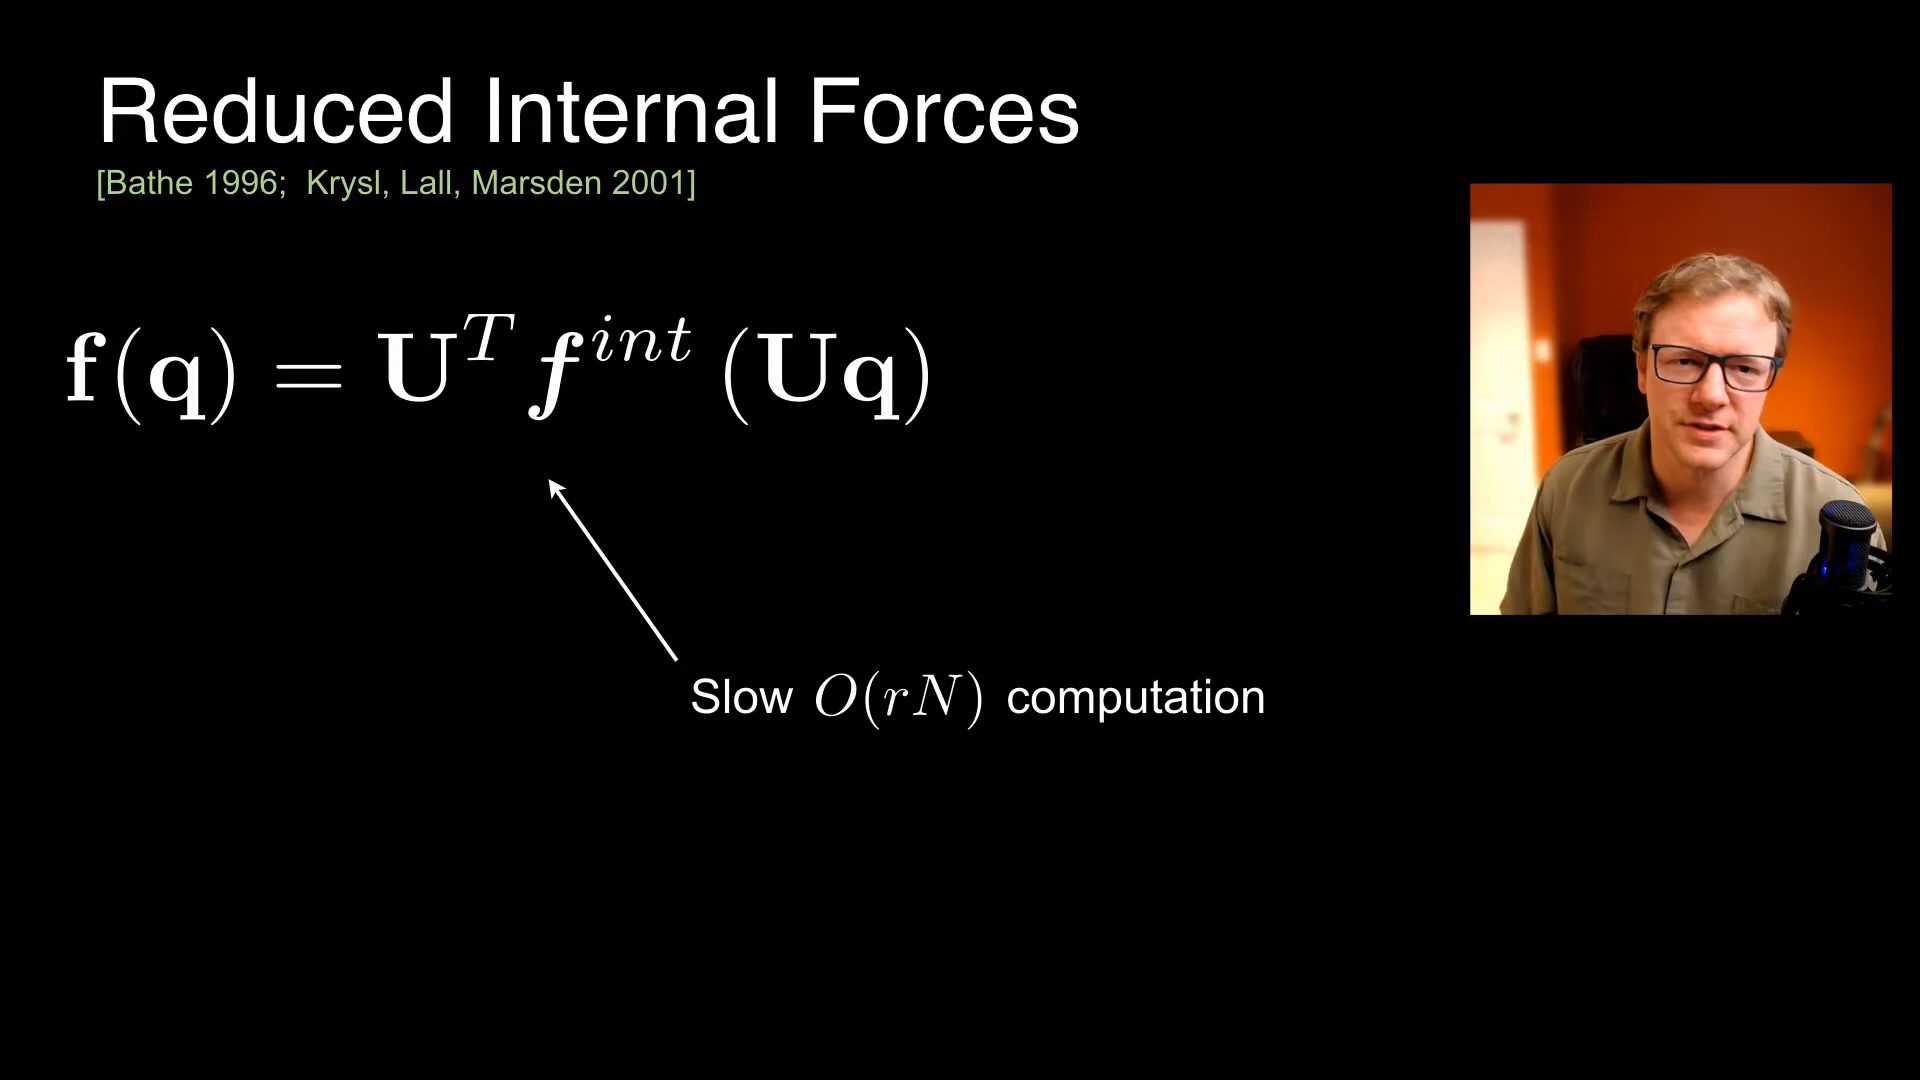 Reduced Internal Forces
[Bathe 1996;  Krysl, Lall, Marsden 2001]
f(q) = U^T f^{int} (Uq)
Slow O(rN) computation